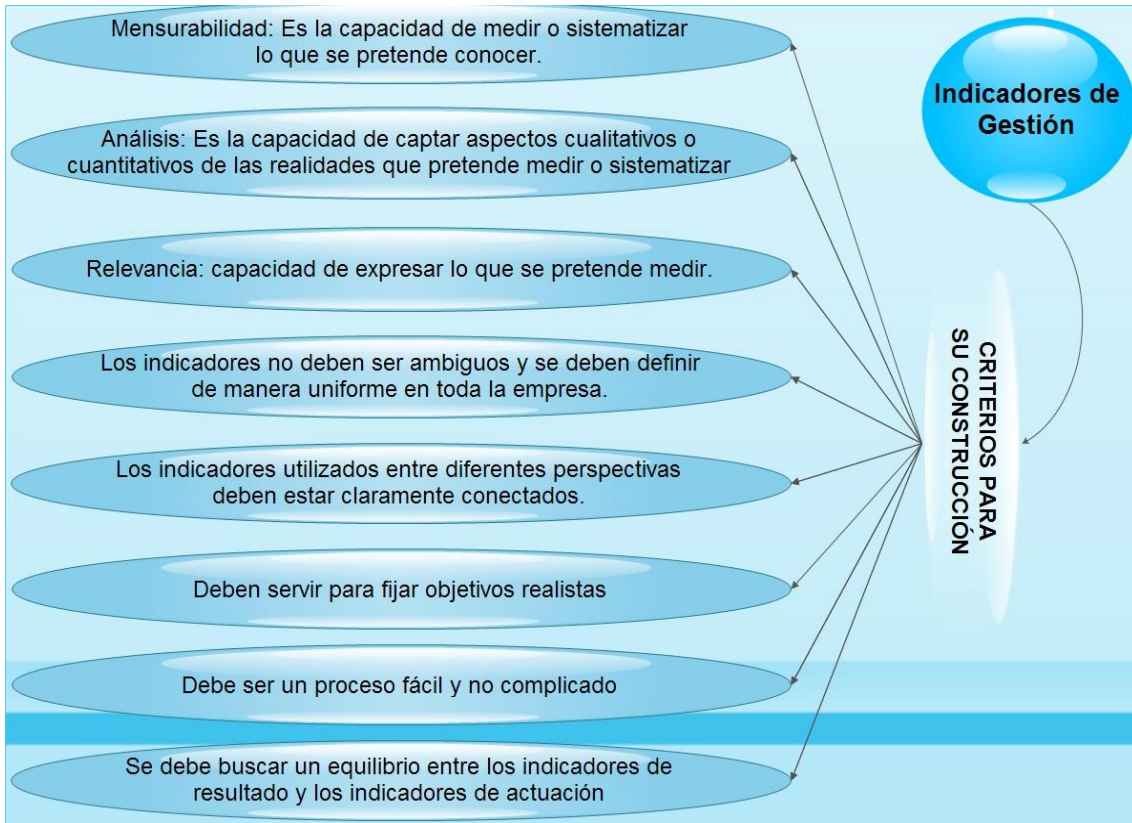 Indicadores de
Gestión
CRITERIOS PARA
SU CONSTRUCCIÓN
Mensurabilidad: Es la capacidad de medir o sistematizar
lo que se pretende conocer.
Análisis: Es la capacidad de captar aspectos cualitativos o
cuantitativos de las realidades que pretende medir o sistematizar
Relevancia: capacidad de expresar lo que se pretende medir.
Los indicadores no deben ser ambiguos y se deben definir
de manera uniforme en toda la empresa.
Los indicadores utilizados entre diferentes perspectivas
deben estar claramente conectados.
Deben servir para fijar objetivos realistas
Debe ser un proceso fácil y no complicado
Se debe buscar un equilibrio entre los indicadores de
resultado y los indicadores de actuación